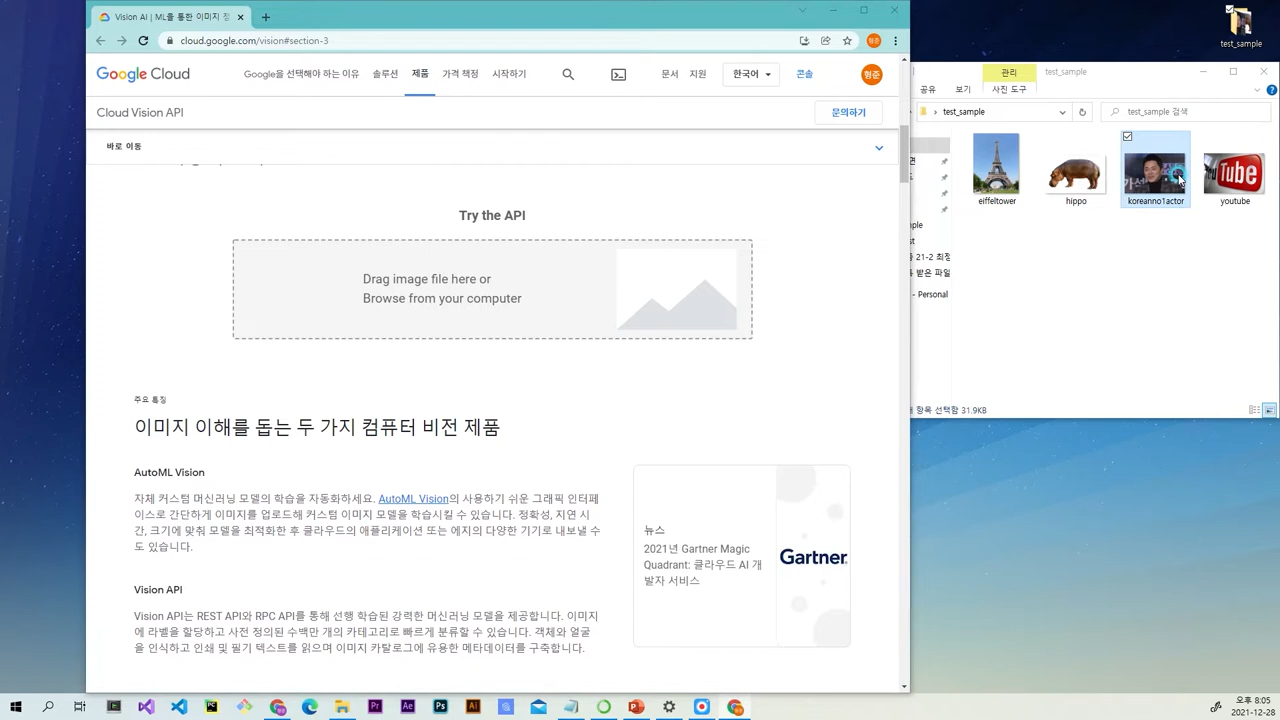 Vision AI | ML을 통한 이미지 정
cloud.google.com/vision#section-3
형준
Google Cloud
Google을 선택해야 하는 이유
솔루션
제품
가격 책정
시작하기
문서
지원
한국어
콘솔
형준
Cloud Vision API
문의하기
바로 이동
Try the API
Drag image file here or
Browse from your computer
주요 특징
이미지 이해를 돕는 두 가지 컴퓨터 비전 제품
AutoML Vision
자체 커스텀 머신러닝 모델의 학습을 자동화하세요. AutoML Vision의 사용하기 쉬운 그래픽 인터페
이스로 간단하게 이미지를 업로드해 커스텀 이미지 모델을 학습시킬 수 있습니다. 정확성, 지연 시
간, 크기에 맞춰 모델을 최적화한 후 클라우드의 애플리케이션 또는 에지의 다양한 기기로 내보낼 수
도 있습니다.
뉴스
2021년 Gartner Magic
Quadrant: 클라우드 AI 개
발자 서비스
Gartner
Vision API
Vision API는 REST API와 RPC API를 통해 선행 학습된 강력한 머신러닝 모델을 제공합니다. 이미지
에 라벨을 할당하고 사전 정의된 수백만 개의 카테고리로 빠르게 분류할 수 있습니다. 객체와 얼굴
을 인식하고 인쇄 및 필기 텍스트를 읽으며 이미지 카탈로그에 유용한 메타데이터를 구축합니다.
test_sample
관리
test_sample
공유
보기
사진 도구
test_sample
test_sample 검색
eiffeltower
hippo
koreanno1actor
youtube
Tube
21-2 최정
받은 파일
- Personal
항목 선택함 31.9KB
Pr
Ae
Ps
Ai
오후 8:05
2021-12-28